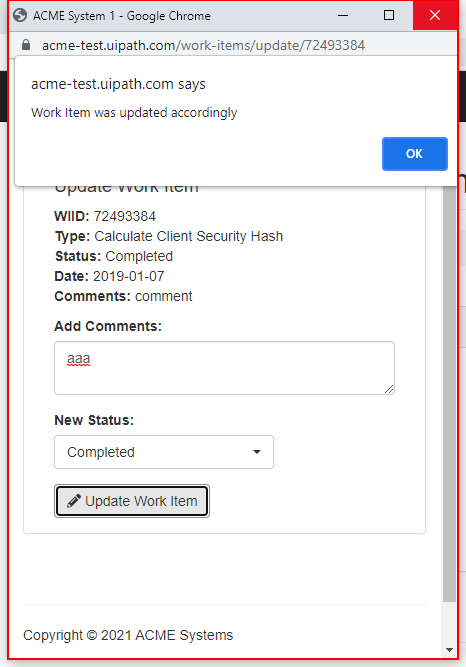 ACME System 1 - Google Chrome
acme-test.uipath.com/work-items/update/72493384
acme-test.uipath.com says
Work Item was updated accordingly
OK
Update Work Item
WIID: 72493384
Type: Calculate Client Security Hash
Status: Completed
Date: 2019-01-07
Comments: comment
Add Comments:
aaa
New Status:
Completed
Update Work Item
Copyright © 2021 ACME Systems